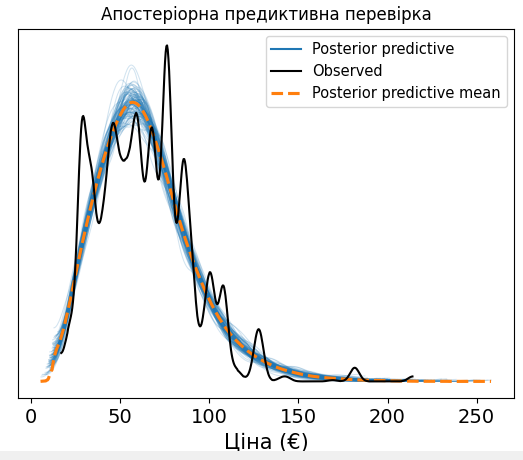 Апостеріорна предиктивна перевірка
Posterior predictive
Observed
Posterior predictive mean
0 50 100 150 200 250
Ціна (€)